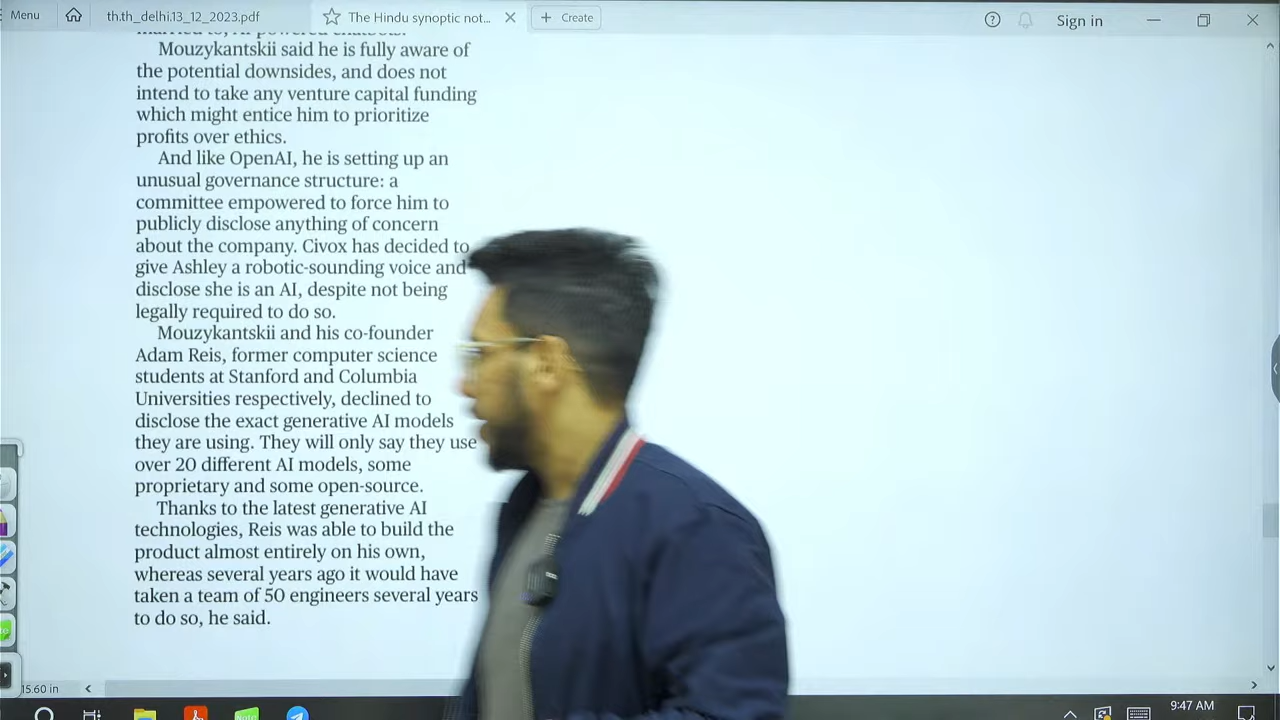 Menu
th.th_delhi.13_12_2023.pdf
The Hindu synoptic not...
Create
Sign in
Mouzykantskii said he is fully aware of
the potential downsides, and does not
intend to take any venture capital funding
which might entice him to prioritize
profits over ethics.
And like OpenAI, he is setting up an
unusual governance structure: a
committee empowered to force him to
publicly disclose anything of concern
about the company. Civox has decided to
give Ashley a robotic-sounding voice and
disclose she is an AI, despite not being
legally required to do so.
Mouzykantskii and his co-founder
Adam Reis, former computer science
students at Stanford and Columbia
Universities respectively, declined to
disclose the exact generative AI models
they are using. They will only say they use
over 20 different AI models, some
proprietary and some open-source.
Thanks to the latest generative AI
technologies, Reis was able to build the
product almost entirely on his own,
whereas several years ago it would have
taken a team of 50 engineers several years
to do so, he said.
15.60 in
9:47 AM